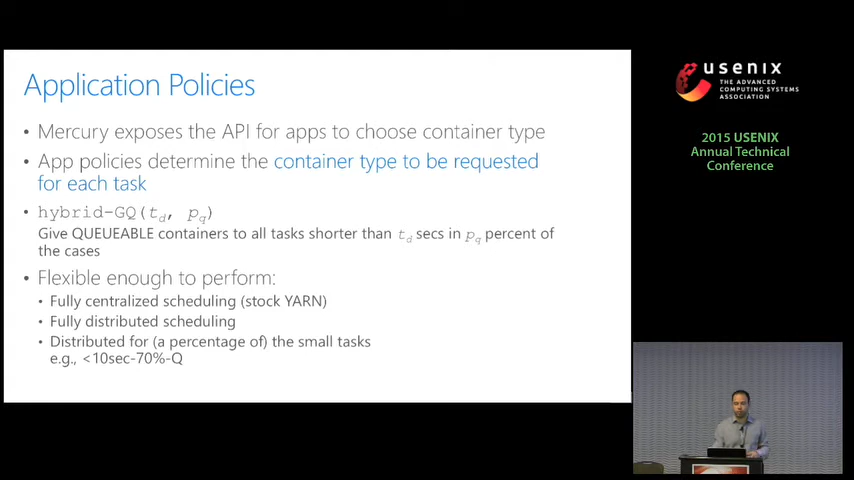 Application Policies
• Mercury exposes the API for apps to choose container type
• App policies determine the container type to be requested
for each task
• hybrid-GQ(td, pq)
Give QUEUEABLE containers to all tasks shorter than td secs in pq percent of
the cases
• Flexible enough to perform:
• Fully centralized scheduling (stock YARN)
• Fully distributed scheduling
• Distributed for (a percentage of) the small tasks
e.g., <10sec-70%-Q
usenix
THE ADVANCED
COMPUTING SYSTEMS
ASSOCIATION
2015 USENIX
Annual Technical
Conference